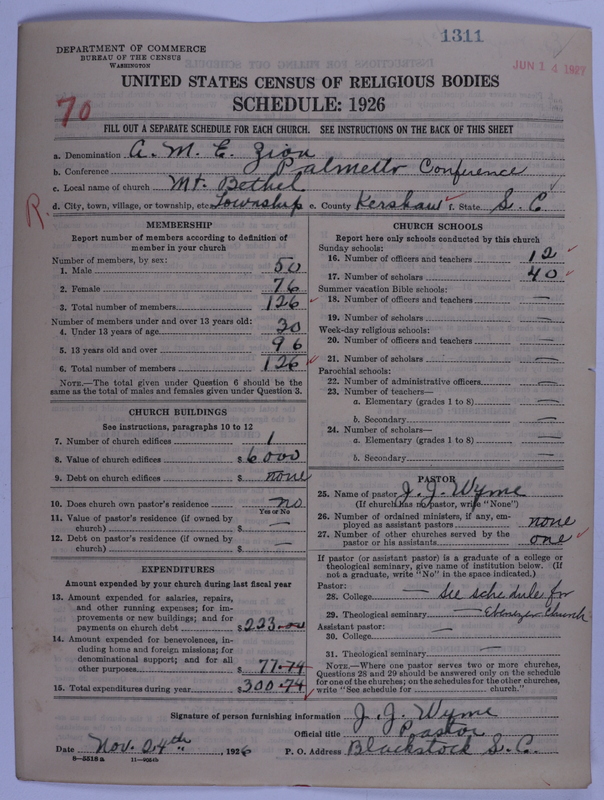 1311
JUN 14 1927
DEPARTMENT OF COMMERCE
BUREAU OF THE CENSUS
WASHINGTON
UNITED STATES CENSUS OF RELIGIOUS BODIES
SCHEDULE: 1926
70
FILL OUT A SEPARATE SCHEDULE FOR EACH CHURCH. SEE INSTRUCTIONS ON THE BACK OF THIS SHEET
a. Denomination A. M. E. Zion
b. Conference Palmetto Conference
c. Local name of church Mt. Bethel
R. d. City, town, village, or township, etc. Township e. County Kershaw f. State S. C
MEMBERSHIP
Report number of members according to definition of member in your church
Number of members, by sex:
1. Male 50
2. Female 76
3. Total number of members 126
Number of members under and over 13 years old:
4. Under 13 years of age 30
5. 13 years old and over 96
6. Total number of members 126
NOTE.—The total given under Question 6 should be the
same as the total of males and females given under Question 3.
CHURCH BUILDINGS
See instructions, paragraphs 10 to 12
7. Number of church edifices 1
8. Value of church edifices $ 6000
9. Debt on church edifices $ none
10. Does church own pastor's residence no
Yes or No
11. Value of pastor's residence (if owned by
church) $ —
12. Debt on pastor's residence (if owned by
church) $ —
EXPENDITURES
Amount expended by your church during last fiscal year
13. Amount expended for salaries, repairs,
and other running expenses; for im-
provements or new buildings; and for
payments on church debt $ 223.00
14. Amount expended for benevolences, in-
cluding home and foreign missions; for
denominational support; and for all
other purposes $ 77.74
15. Total expenditures during year $ 300.74
CHURCH SCHOOLS
Report here only schools conducted by this church
Sunday schools:
16. Number of officers and teachers 12
17. Number of scholars 40
Summer vacation Bible schools:
18. Number of officers and teachers —
19. Number of scholars —
Week-day religious schools:
20. Number of officers and teachers —
21. Number of scholars —
Parochial schools:
22. Number of administrative officers —
23. Number of teachers—
a. Elementary (grades 1 to 8) —
b. Secondary —
24. Number of scholars—
a. Elementary (grades 1 to 8) —
b. Secondary —
PASTOR
25. Name of pastor J. J. Wyme
(If church has no pastor, write "None")
26. Number of ordained ministers, if any, em-
ployed as assistant pastors none
27. Number of other churches served by the
pastor or his assistants one
If pastor (or assistant pastor) is a graduate of a college or
theological seminary, give name of institution below. (If
not a graduate, write "No" in the space indicated.)
Pastor:
28. College — See schedule for
29. Theological seminary — Ebenezer church
Assistant pastor:
30. College —
31. Theological seminary —
NOTE.—Where one pastor serves two or more churches,
Questions 28 and 29 should be answered only on the schedule
for one of the churches; on the schedules for the other churches,
write "See schedule for ______ church."
Signature of person furnishing information J. J. Wyme
Official title Pastor
Date Nov. 24th, 1926 P. O. Address Blackstock S. C.
8—5518 a 11—9054b